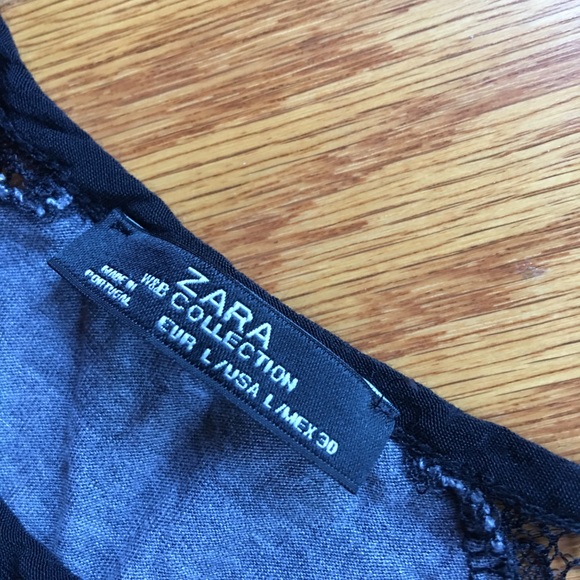 W&B
ZARA
COLLECTION
EUR L/USA L/MEX 30
MADE IN
PORTUGAL